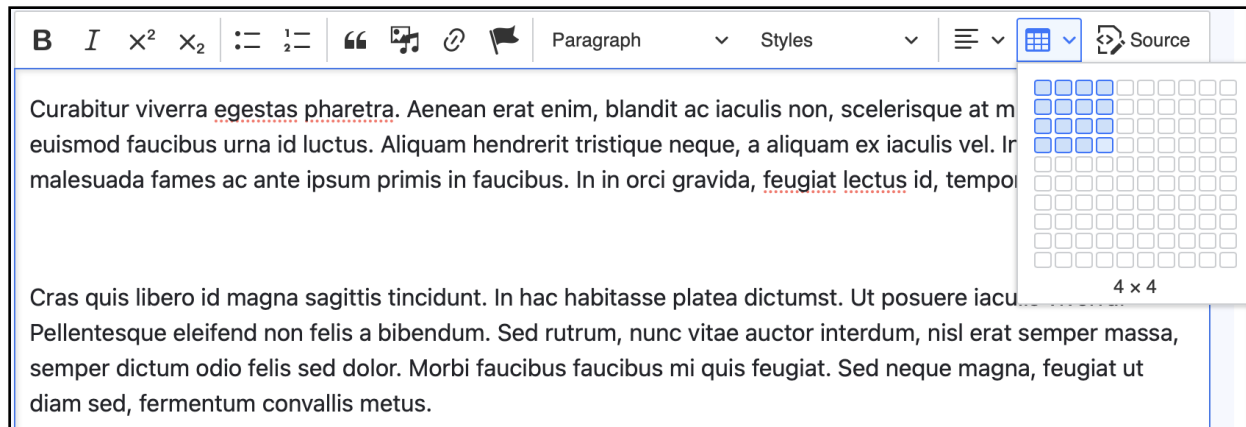 B I X² X₂ Paragraph Styles Source
Curabitur viverra egestas pharetra. Aenean erat enim, blandit ac iaculis non, scelerisque at m
euismod faucibus urna id luctus. Aliquam hendrerit tristique neque, a aliquam ex iaculis vel. In
malesuada fames ac ante ipsum primis in faucibus. In in orci gravida, feugiat lectus id, tempo
4 × 4
Cras quis libero id magna sagittis tincidunt. In hac habitasse platea dictumst. Ut posuere
Pellentesque eleifend non felis a bibendum. Sed rutrum, nunc vitae auctor interdum, nisl erat semper massa,
semper dictum odio felis sed dolor. Morbi faucibus faucibus mi quis feugiat. Sed neque magna, feugiat ut
diam sed, fermentum convallis metus.